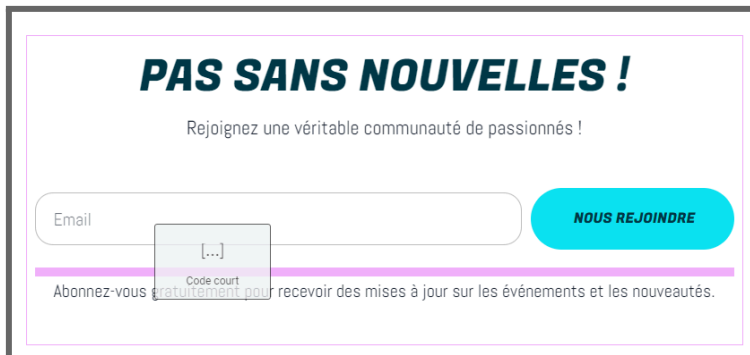 PAS SANS NOUVELLES !
Rejoignez une véritable communauté de passionnés !
Email
NOUS REJOINDRE
[...]
Code court
Abonnez-vous gratuitement pour recevoir des mises à jour sur les événements et les nouveautés.